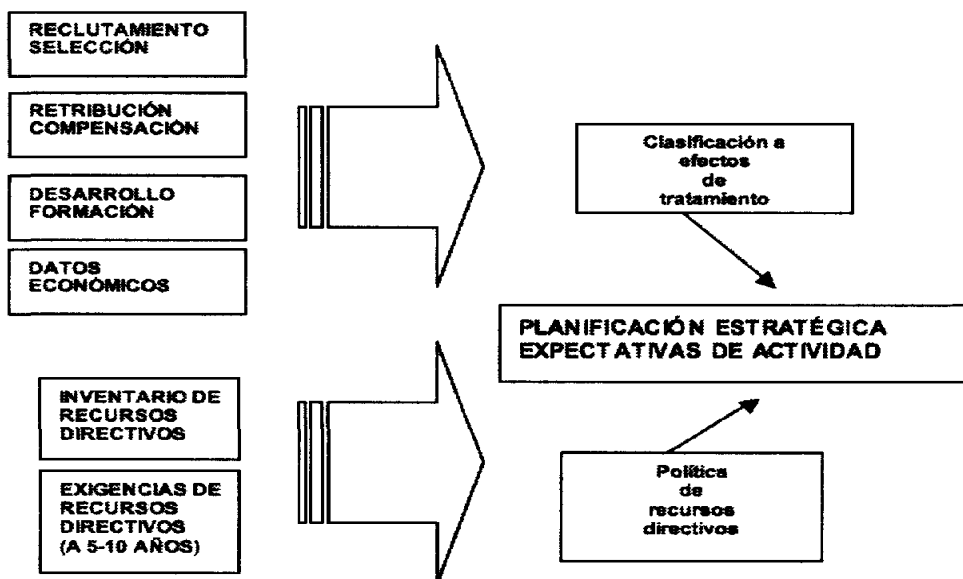 RECLUTAMIENTO
SELECCIÓN
RETRIBUCIÓN
COMPENSACIÓN
DESARROLLO
FORMACIÓN
DATOS
ECONÓMICOS
INVENTARIO DE
RECURSOS
DIRECTIVOS
EXIGENCIAS DE
RECURSOS
DIRECTIVOS
(A 5-10 AÑOS)
Clasificación a
efectos
de
tratamiento
PLANIFICACIÓN ESTRATÉGICA
EXPECTATIVAS DE ACTIVIDAD
Política
de
recursos
directivos